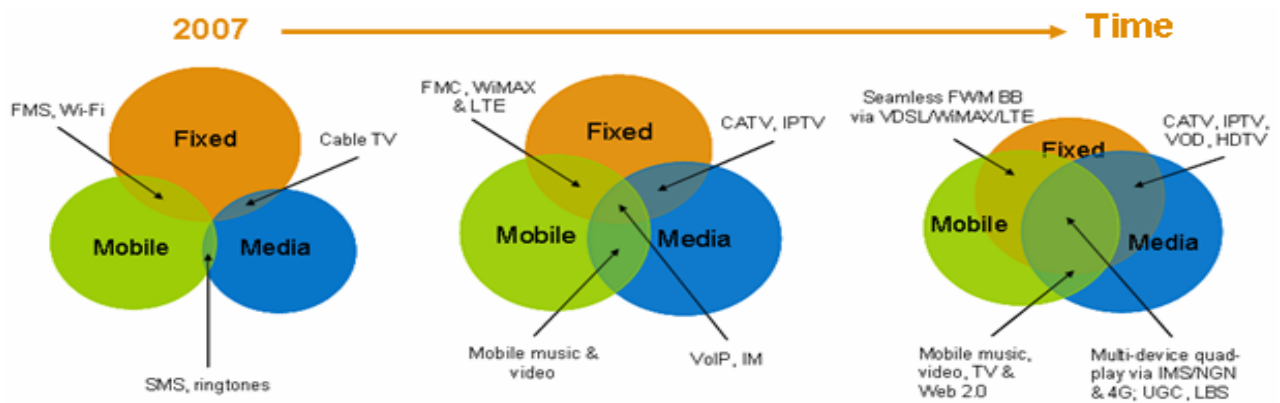 2007
Time
FMS, Wi-Fi
Fixed
Cable TV
Mobile
Media
SMS, ringtones
FMC, WiMAX
& LTE
Fixed
CATV, IPTV
Mobile
Media
Mobile music &
video
VoIP, IM
Seamless FWM BB
via VDSL/WiMAX/LTE
Fixed
CATV, IPTV,
VOD, HDTV
Mobile
Media
Mobile music,
video, TV &
Web 2.0
Multi-device quad-
play via IMS/NGN
& 4G; UGC, LBS